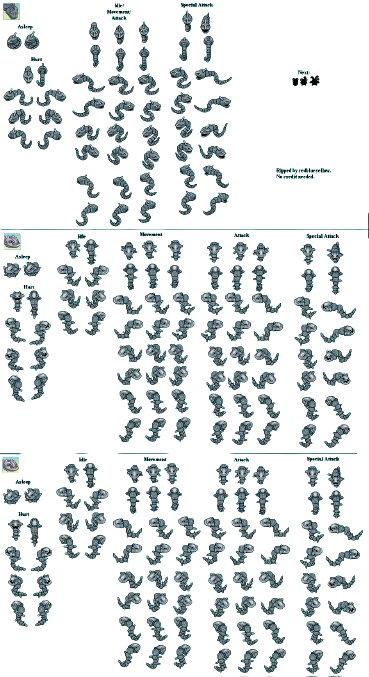 Idle/
Movement/
Attack
Special Attack
Asleep
Hurt
Next:
Ripped by redblueyellow.
No credit needed.
Idle
Movement
Attack
Special Attack
Asleep
Hurt
Idle
Movement
Attack
Special Attack
Asleep
Hurt